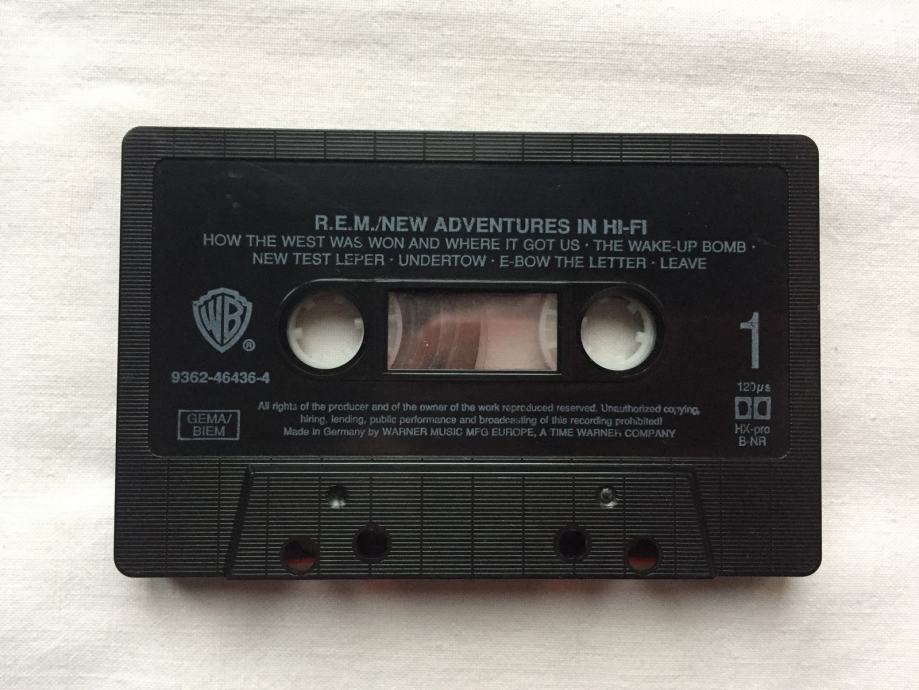 R.E.M./NEW ADVENTURES IN HI-FI
HOW THE WEST WAS WON AND WHERE IT GOT US · THE WAKE-UP BOMB ·
NEW TEST LEPER · UNDERTOW · E-BOW THE LETTER · LEAVE
WB
®
1
9362-46436-4
120µs
GEMA/
BIEM
All rights of the producer and of the owner of the work reproduced reserved. Unauthorized copying,
hiring, lending, public performance and broadcasting of this recording prohibited!
Made in Germany by WARNER MUSIC MFG EUROPE, A TIME WARNER COMPANY
HX-pro
B-NR